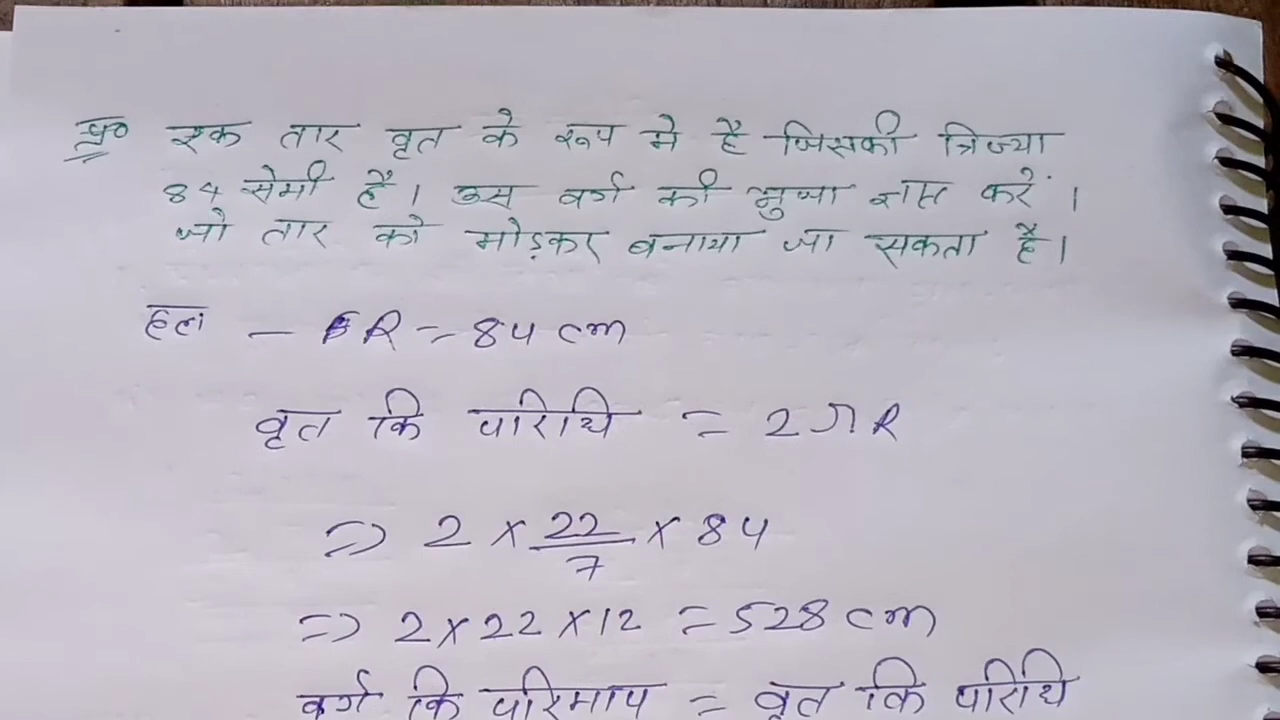 प्र० एक तार वृत के रूप मे है जिसकी त्रिज्या
84 सेमी है। उस वर्ग की भुजा ज्ञात करें।
जो तार को मोड़कर बनाया जा सकता है।
हल - R = 84 cm
वृत कि परिधि = 2πR
⇒ 2 × 22/7 × 84
⇒ 2×22×12 = 528 cm
वर्ग कि परिमाप = वृत कि परिधि